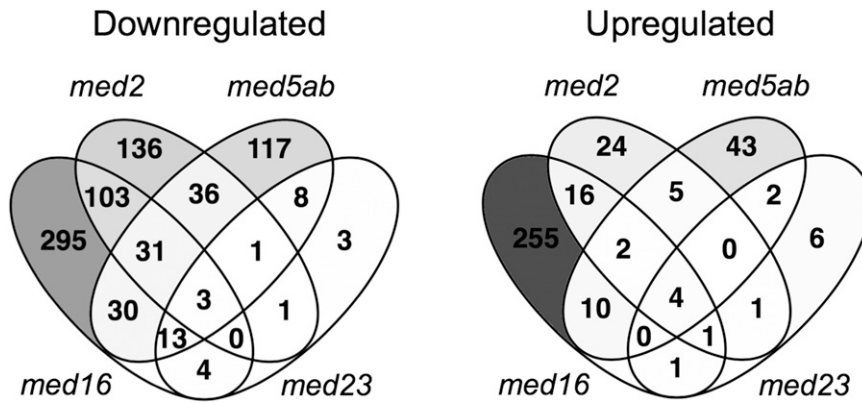 Downregulated Upregulated
med2 med5ab med2 med5ab
136 117 24 43
103 36 8 16 5 2
295 31 1 3 255 2 0 6
30 3 1 10 4 1
13 0 0 1
4 1
med16 med23 med16 med23